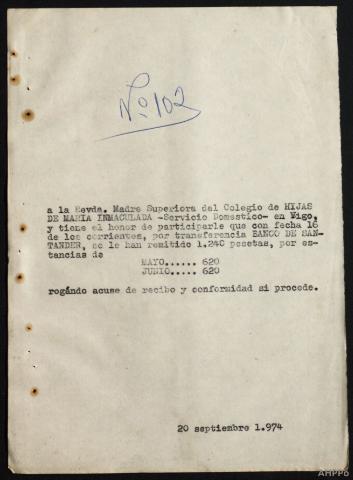 Nº 102
a la Revda. Madre Superiora del Colegio de HIJAS
DE MARIA INMACULADA -Servicio Domestico- en Vigo,
y tiene el honor de participarle que con fecha 16
de los corrientes, por transferencia BANCO DE SAN-
TANDER, se le han remitido 1.240 pesetas, por es-
tancias de
MAYO...... 620
JUNIO..... 620
rogándo acuse de recibo y conformidad si procede.
20 septiembre 1.974
AHPPo